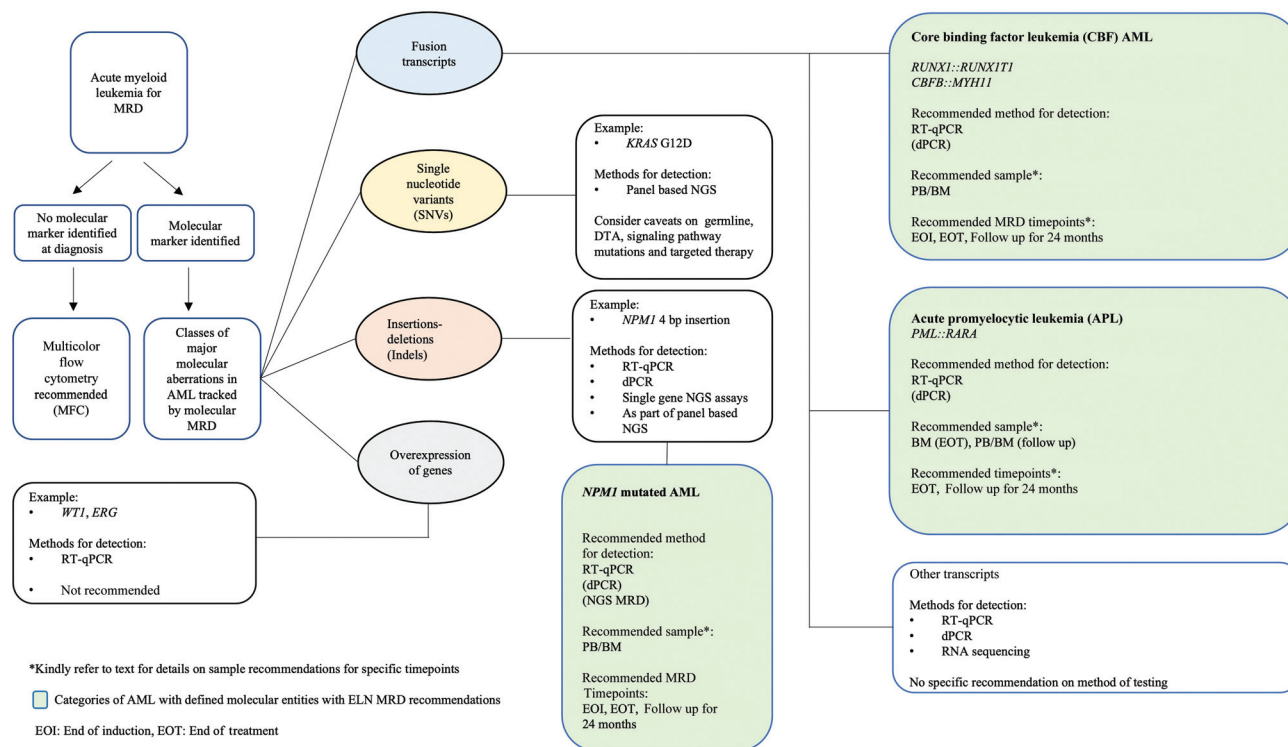 Acute myeloid
leukemia for
MRD
No molecular
marker identified
at diagnosis
Molecular
marker identified
Multicolor
flow
cytometry
recommended
(MFC)
Classes of
major
molecular
aberrations in
AML tracked by
molecular
MRD
Fusion
transcripts
Single
nucleotide
variants
(SNVs)
Insertions-
deletions
(Indels)
Overexpression
of genes
Example:
• WT1, ERG
Methods for detection:
• RT-qPCR
• Not recommended
Example:
• KRAS G12D
Methods for detection:
• Panel based NGS
Consider caveats on germline,
DTA, signaling pathway
mutations and targeted therapy
Example:
• NPM1 4 bp insertion
Methods for detection:
• RT-qPCR
• dPCR
• Single gene NGS assays
• As part of panel based
NGS
NPM1 mutated AML
Recommended method
for detection:
RT-qPCR
(dPCR)
(NGS MRD)
Recommended sample*:
PB/BM
Recommended MRD
Timepoints:
EOI, EOT, Follow up for
24 months
Core binding factor leukemia (CBF) AML
RUNX1::RUNX1T1
CBFB::MYH11
Recommended method for detection:
RT-qPCR
(dPCR)
Recommended sample*:
PB/BM
Recommended MRD timepoints*:
EOI, EOT, Follow up for 24 months
Acute promyelocytic leukemia (APL)
PML::RARA
Recommended method for detection:
RT-qPCR
(dPCR)
Recommended sample*:
BM (EOT), PB/BM (follow up)
Recommended timepoints*:
EOT, Follow up for 24 months
Other transcripts
Methods for detection:
• RT-qPCR
• dPCR
• RNA sequencing
No specific recommendation on method of testing
*Kindly refer to text for details on sample recommendations for specific timepoints
Categories of AML with defined molecular entities with ELN MRD recommendations
EOI: End of induction, EOT: End of treatment